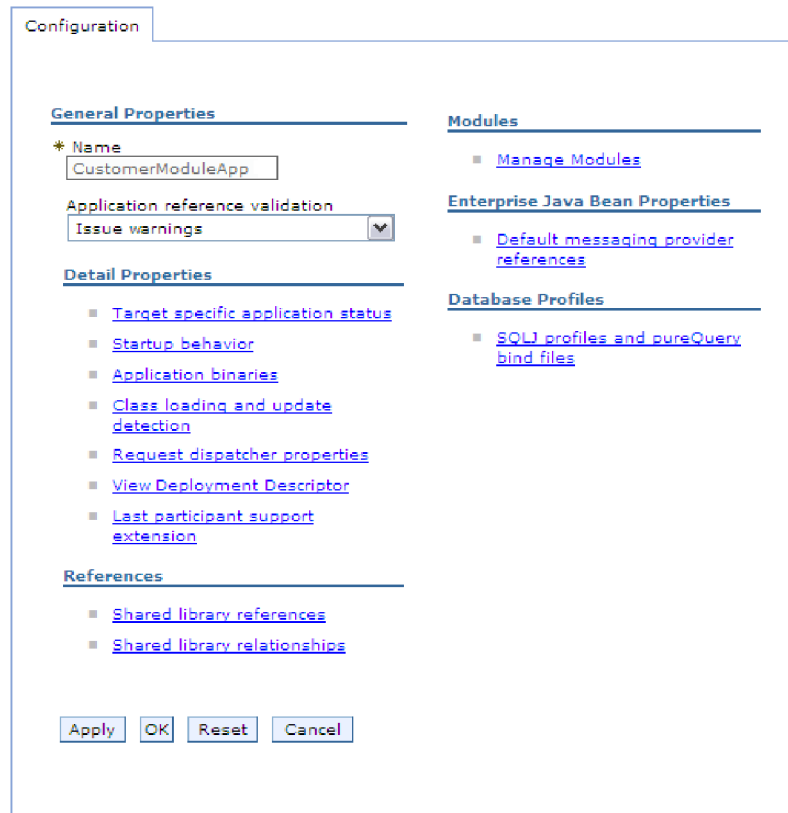 Configuration
General Properties
* Name
CustomerModuleApp
Application reference validation
Issue warnings
Detail Properties
Target specific application status
Startup behavior
Application binaries
Class loading and update
detection
Request dispatcher properties
View Deployment Descriptor
Last participant support
extension
References
Shared library references
Shared library relationships
Modules
Manage Modules
Enterprise Java Bean Properties
Default messaging provider
references
Database Profiles
SQLJ profiles and pureQuery
bind files
Apply
OK
Reset
Cancel